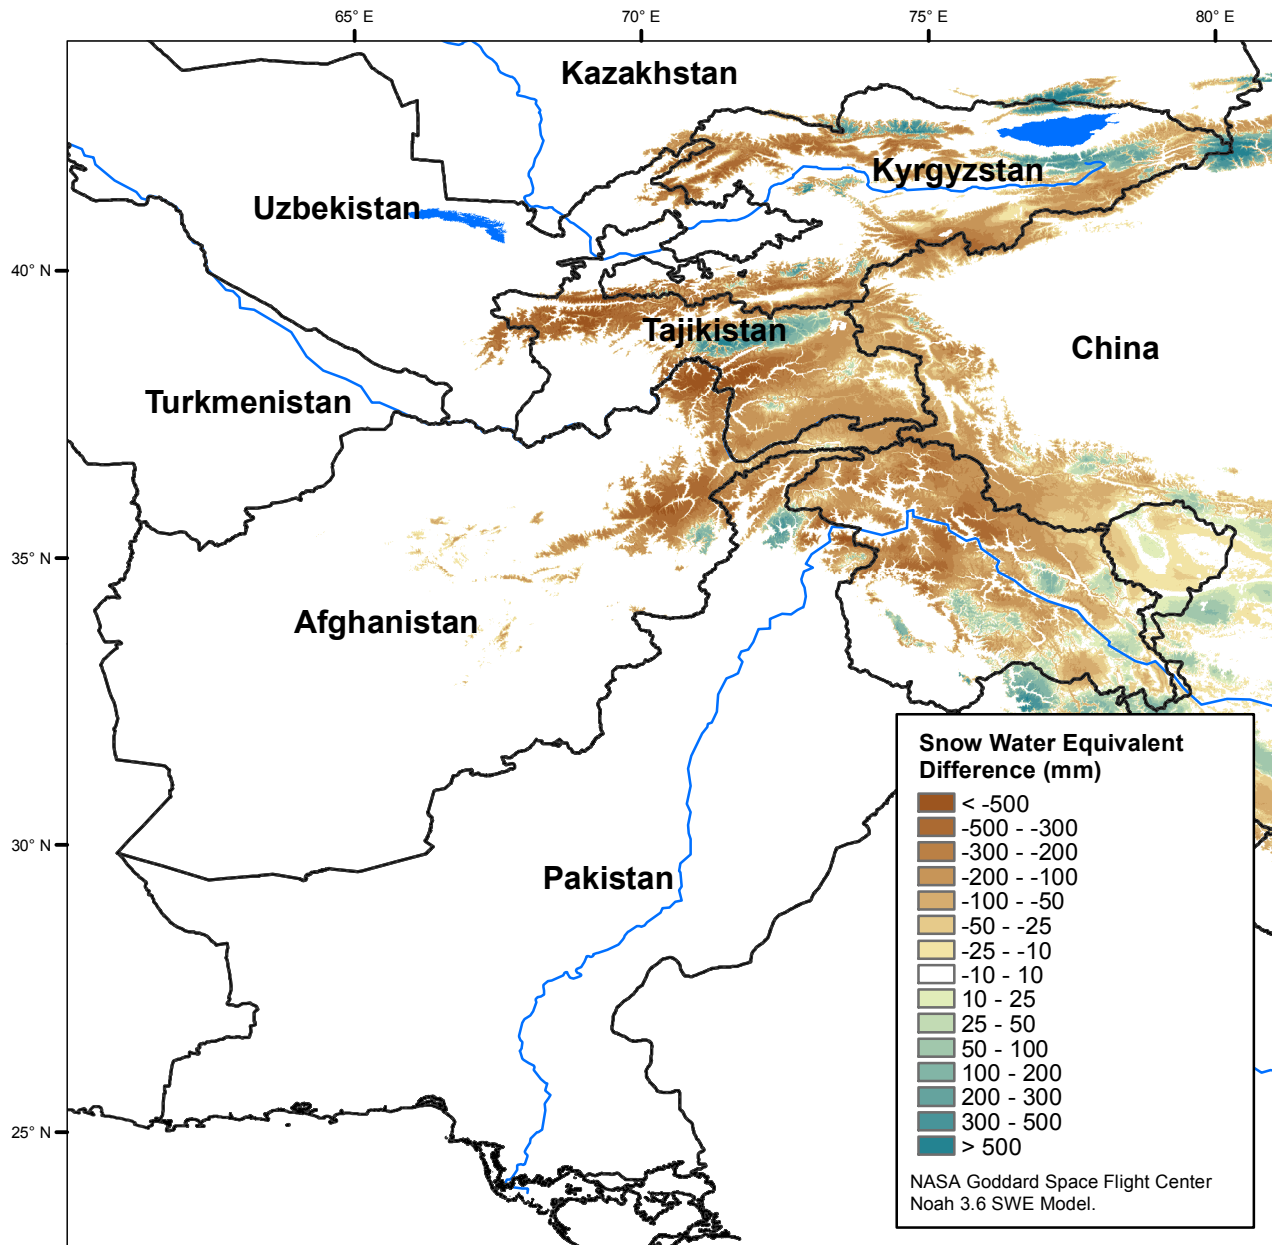 65° E
70° E
75° E
80° E
Kazakhstan
Kyrgyzstan
Uzbekistan
40° N
Tajikistan
China
Turkmenistan
35° N
Afghanistan
Snow Water Equivalent
Difference (mm)
< -500
-500 - -300
-300 - -200
-200 - -100
-100 - -50
-50 - -25
-25 - -10
-10 - 10
10 - 25
25 - 50
50 - 100
100 - 200
200 - 300
300 - 500
> 500
NASA Goddard Space Flight Center
Noah 3.6 SWE Model.
30° N
Pakistan
25° N